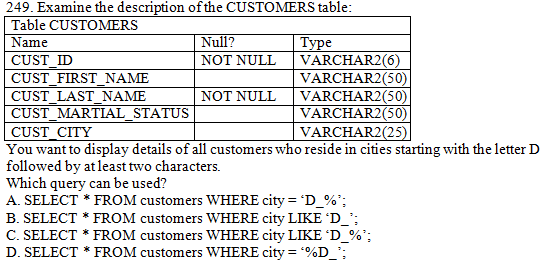 249. Examine the description of the CUSTOMERS table:
Table CUSTOMERS
Name Null? Type
CUST_ID NOT NULL VARCHAR2(6)
CUST_FIRST_NAME VARCHAR2(50)
CUST_LAST_NAME NOT NULL VARCHAR2(50)
CUST_MARTIAL_STATUS VARCHAR2(50)
CUST_CITY VARCHAR2(25)
You want to display details of all customers who reside in cities starting with the letter D
followed by at least two characters.
Which query can be used?
A. SELECT * FROM customers WHERE city = ‘D_%’;
B. SELECT * FROM customers WHERE city LIKE ‘D_’;
C. SELECT * FROM customers WHERE city LIKE ‘D_%’;
D. SELECT * FROM customers WHERE city = ‘%D_’;